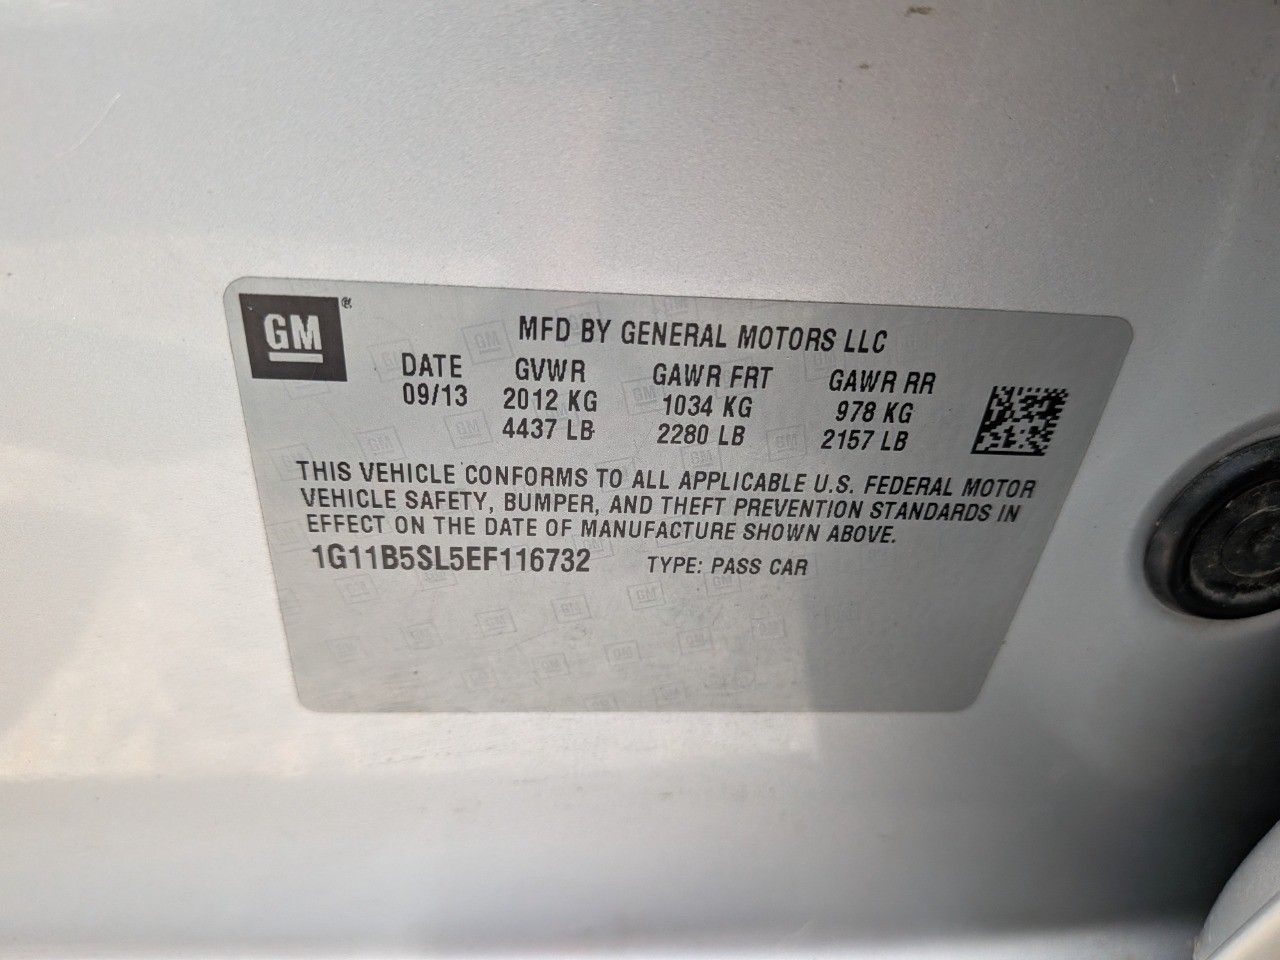 GM®
MFD BY GENERAL MOTORS LLC
DATE GVWR GAWR FRT GAWR RR
09/13 2012 KG 1034 KG 978 KG
4437 LB 2280 LB 2157 LB
THIS VEHICLE CONFORMS TO ALL APPLICABLE U.S. FEDERAL MOTOR
VEHICLE SAFETY, BUMPER, AND THEFT PREVENTION STANDARDS IN
EFFECT ON THE DATE OF MANUFACTURE SHOWN ABOVE.
1G11B5SL5EF116732 TYPE: PASS CAR